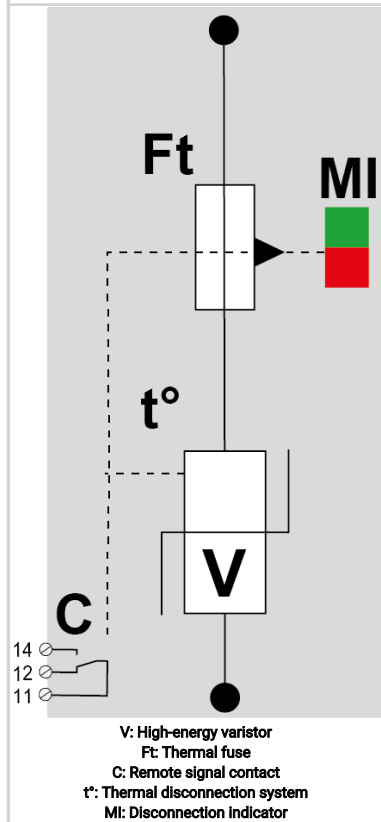 Ft
MI
t°
V
C
14
12
11
V: High-energy varistor
Ft: Thermal fuse
C: Remote signal contact
t°: Thermal disconnection system
MI: Disconnection indicator